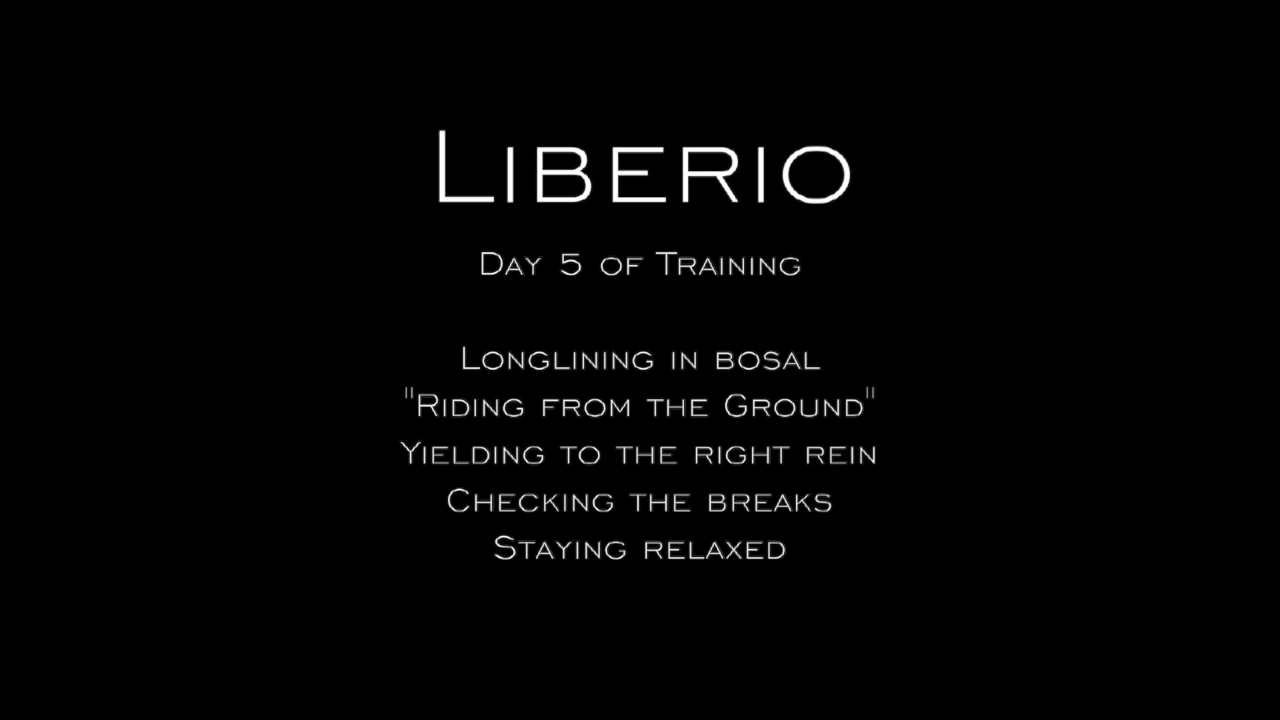 Liberio
Day 5 of Training
Longlining in bosal
"Riding from the Ground"
Yielding to the right rein
Checking the breaks
Staying relaxed